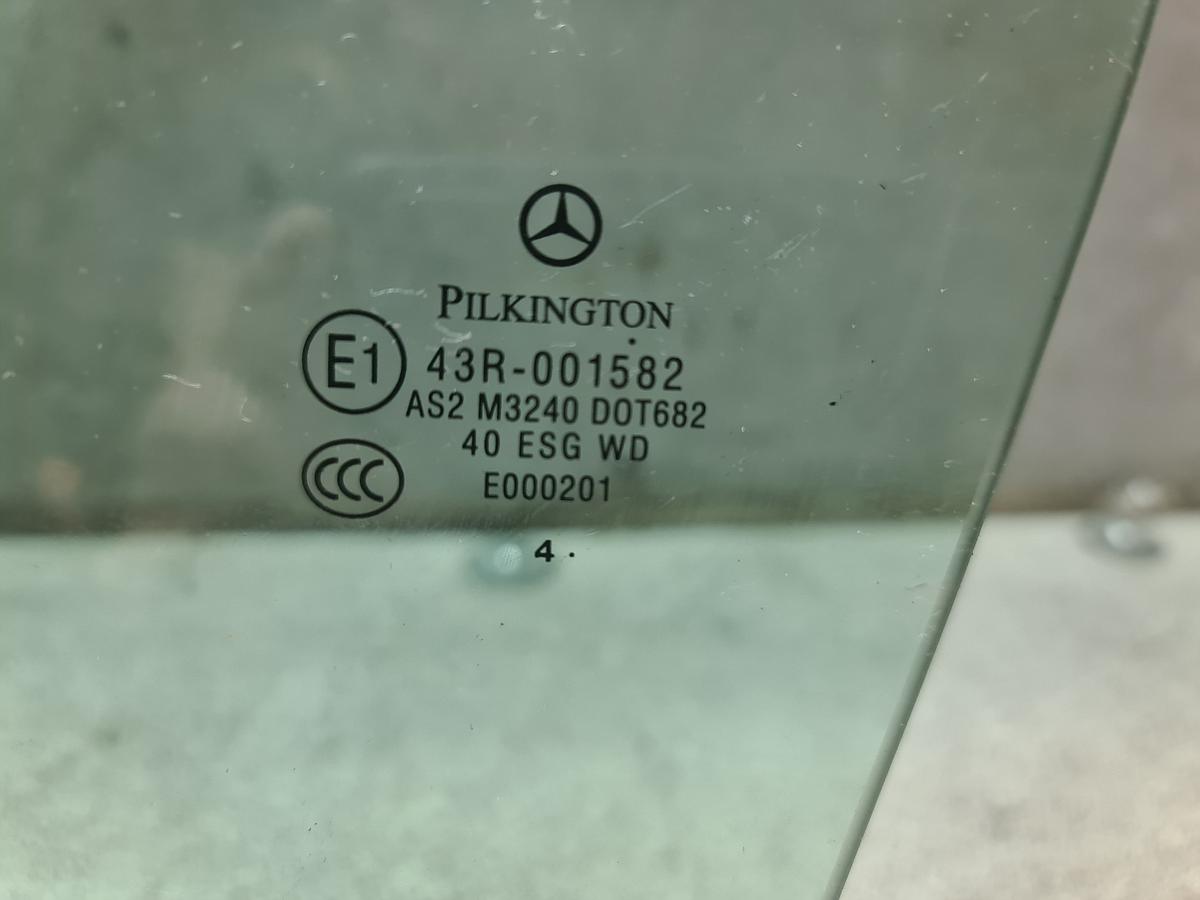 PILKINGTON
E1 43R-001582
AS2 M3240 DOT682
40 ESG WD
CCC E000201
4 .